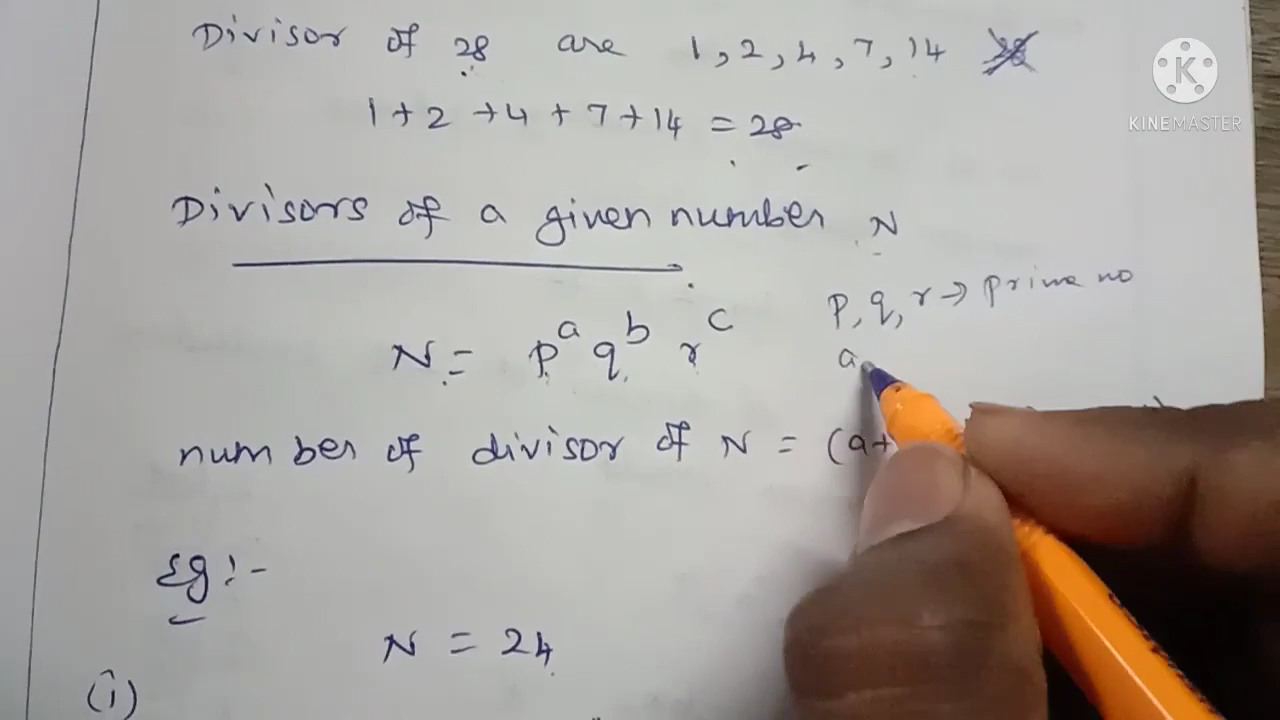 Divisor of 28 are 1, 2, 4, 7, 14
1 + 2 + 4 + 7 + 14 = 28
KINEMASTER
Divisors of a given number N
p, q, r → prime no
N = p^a q^b r^c
a
number of divisor of N = (a+
Eg:-
N = 24
(i)